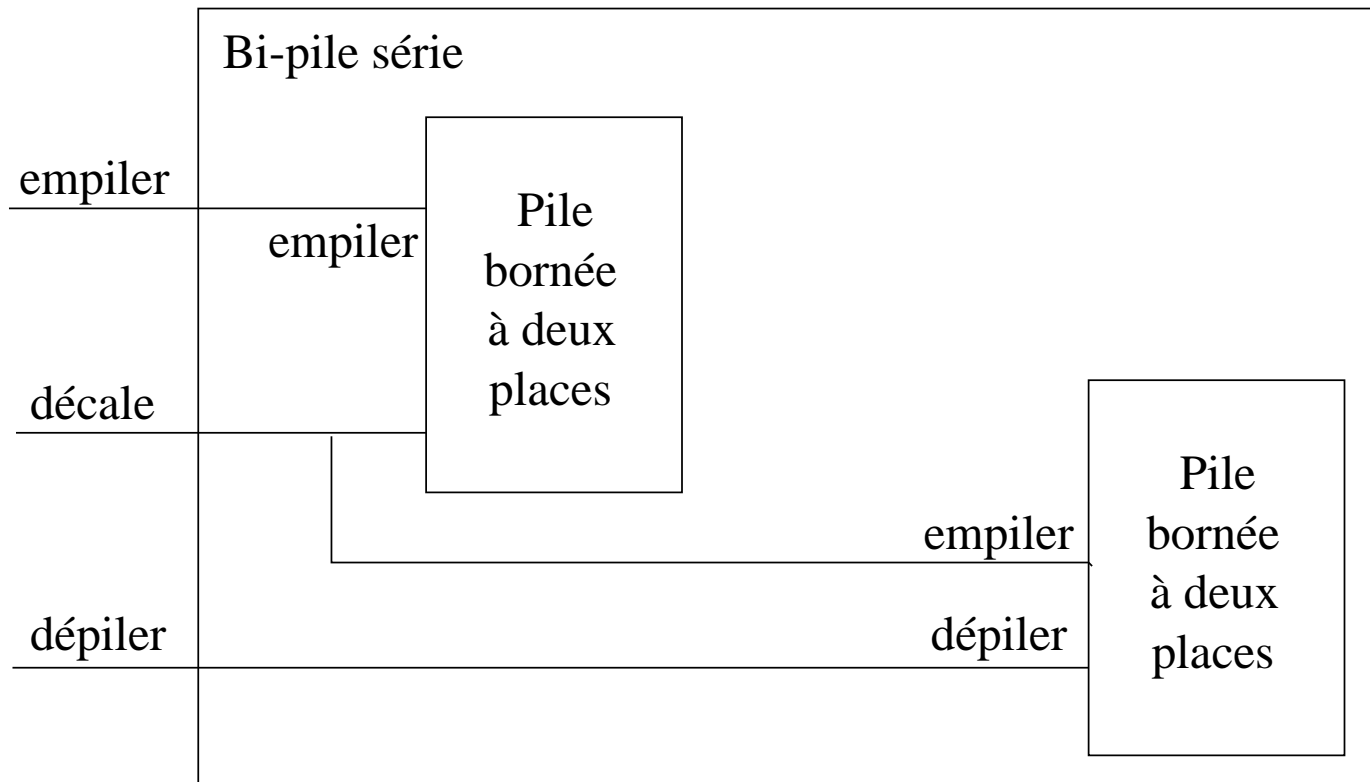 Bi-pile série
empiler
empiler
Pile
bornée
à deux
places
décale
Pile
bornée
à deux
places
empiler
dépiler
dépiler